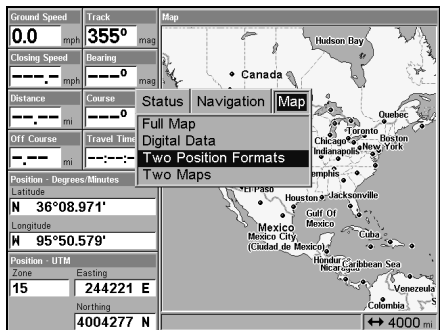 Ground Speed
0.0 mph
Track
355º mag
Closing Speed
---.- mph
Bearing
---º mag
Distance
--.-- mi
Course
---º
Off Course
-.-- mi
Travel Time
--:--:--
Position - Degrees/Minutes
Latitude
N 36°08.971'
Longitude
W 95°50.579'
Position - UTM
Zone
15
Easting
244221 E
Northing
4004277 N
Map
Status Navigation Map
Full Map
Digital Data
Two Position Formats
Two Maps
Hudson Bay
Canada
Quebec
Toronto
Boston
Chicago
New York
Indianapolis
emphis
El Paso
Houston
Jacksonville
Gulf Of
Mexico
Mexico
Mexico City
(Ciudad de Mexico)
Cuba
Hondur
Caribbean Sea
Nicaragua
Venezuela
Colombia
4000 mi